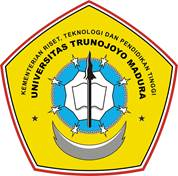 KEMENTERIAN RISET, TEKNOLOGI DAN PENDIDIKAN TINGGI
UNIVERSITAS TRUNOJOYO MADURA